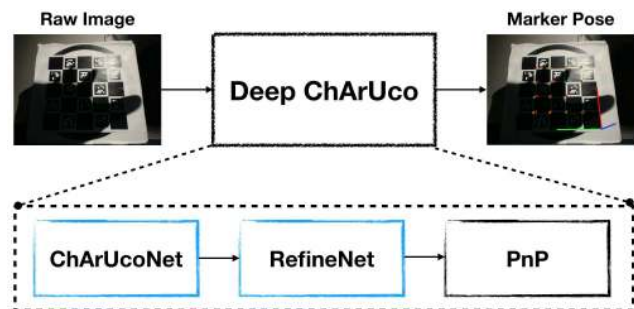 Raw Image
Marker Pose
Deep ChArUco
ChArUcoNet
RefineNet
PnP